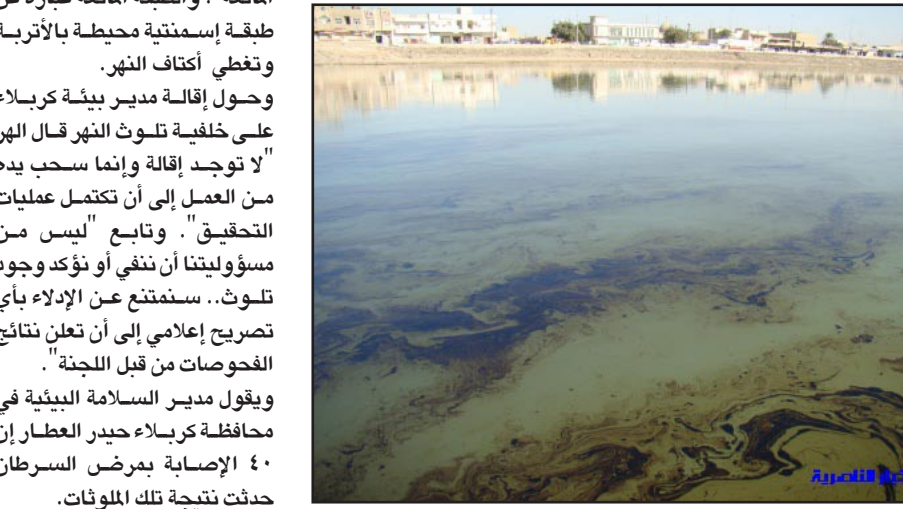 طبقة إسمنتية محيطة بالأتربة
وتغطي أكتاف النهر.
وحول إقالة مدير بيئة كربلاء
على خلفية تلوث النهر قال الهر
"لا توجد إقالة وإنما سحب يده
من العمل إلى أن تكتمل عمليات
التحقيق". وتابع "ليس من
مسؤوليتنا أن ننفي أو نؤكد وجود
تلوث.. سنمتنع عن الإدلاء بأي
تصريح إعلامي إلى أن تعلن نتائج
الفحوصات من قبل اللجنة".
ويقول مدير السلامة البيئية في
محافظة كربلاء حيدر العطار إن
٤٠ الإصابة بمرض السرطان
حدثت نتيجة تلك الملوثات.
الناصرية